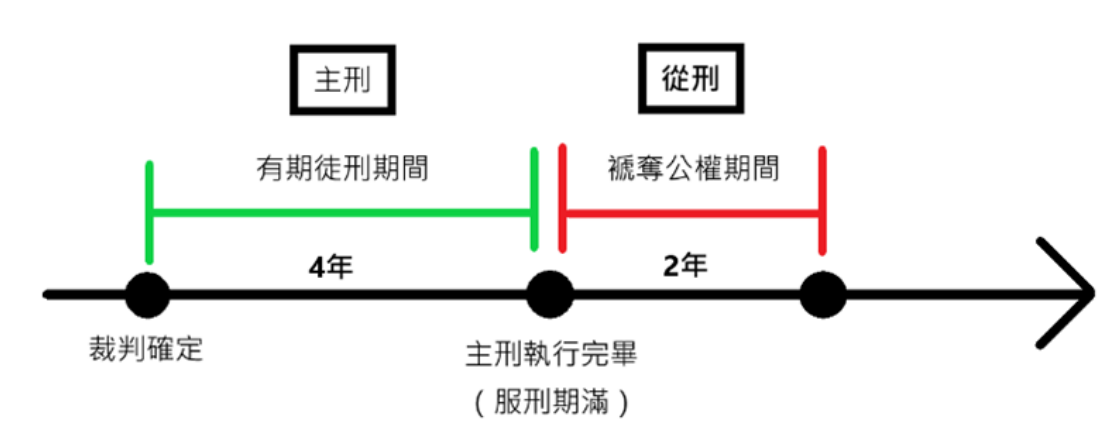 主刑
從刑
有期徒刑期間
褫奪公權期間
4年
2年
裁判確定
主刑執行完畢
(服刑期滿)